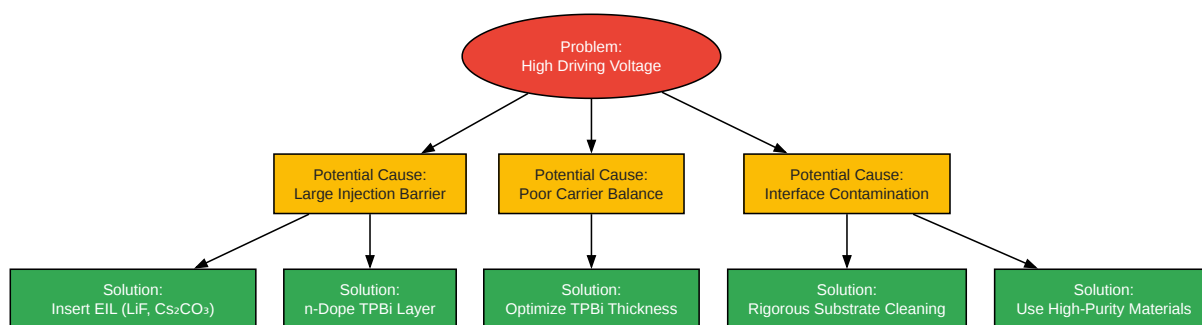 Problem:
High Driving Voltage
Potential Cause:
Large Injection Barrier
Potential Cause:
Poor Carrier Balance
Potential Cause:
Interface Contamination
Solution:
Insert EIL (LiF, Cs₂CO₃)
Solution:
n-Dope TPBi Layer
Solution:
Optimize TPBi Thickness
Solution:
Rigorous Substrate Cleaning
Solution:
Use High-Purity Materials